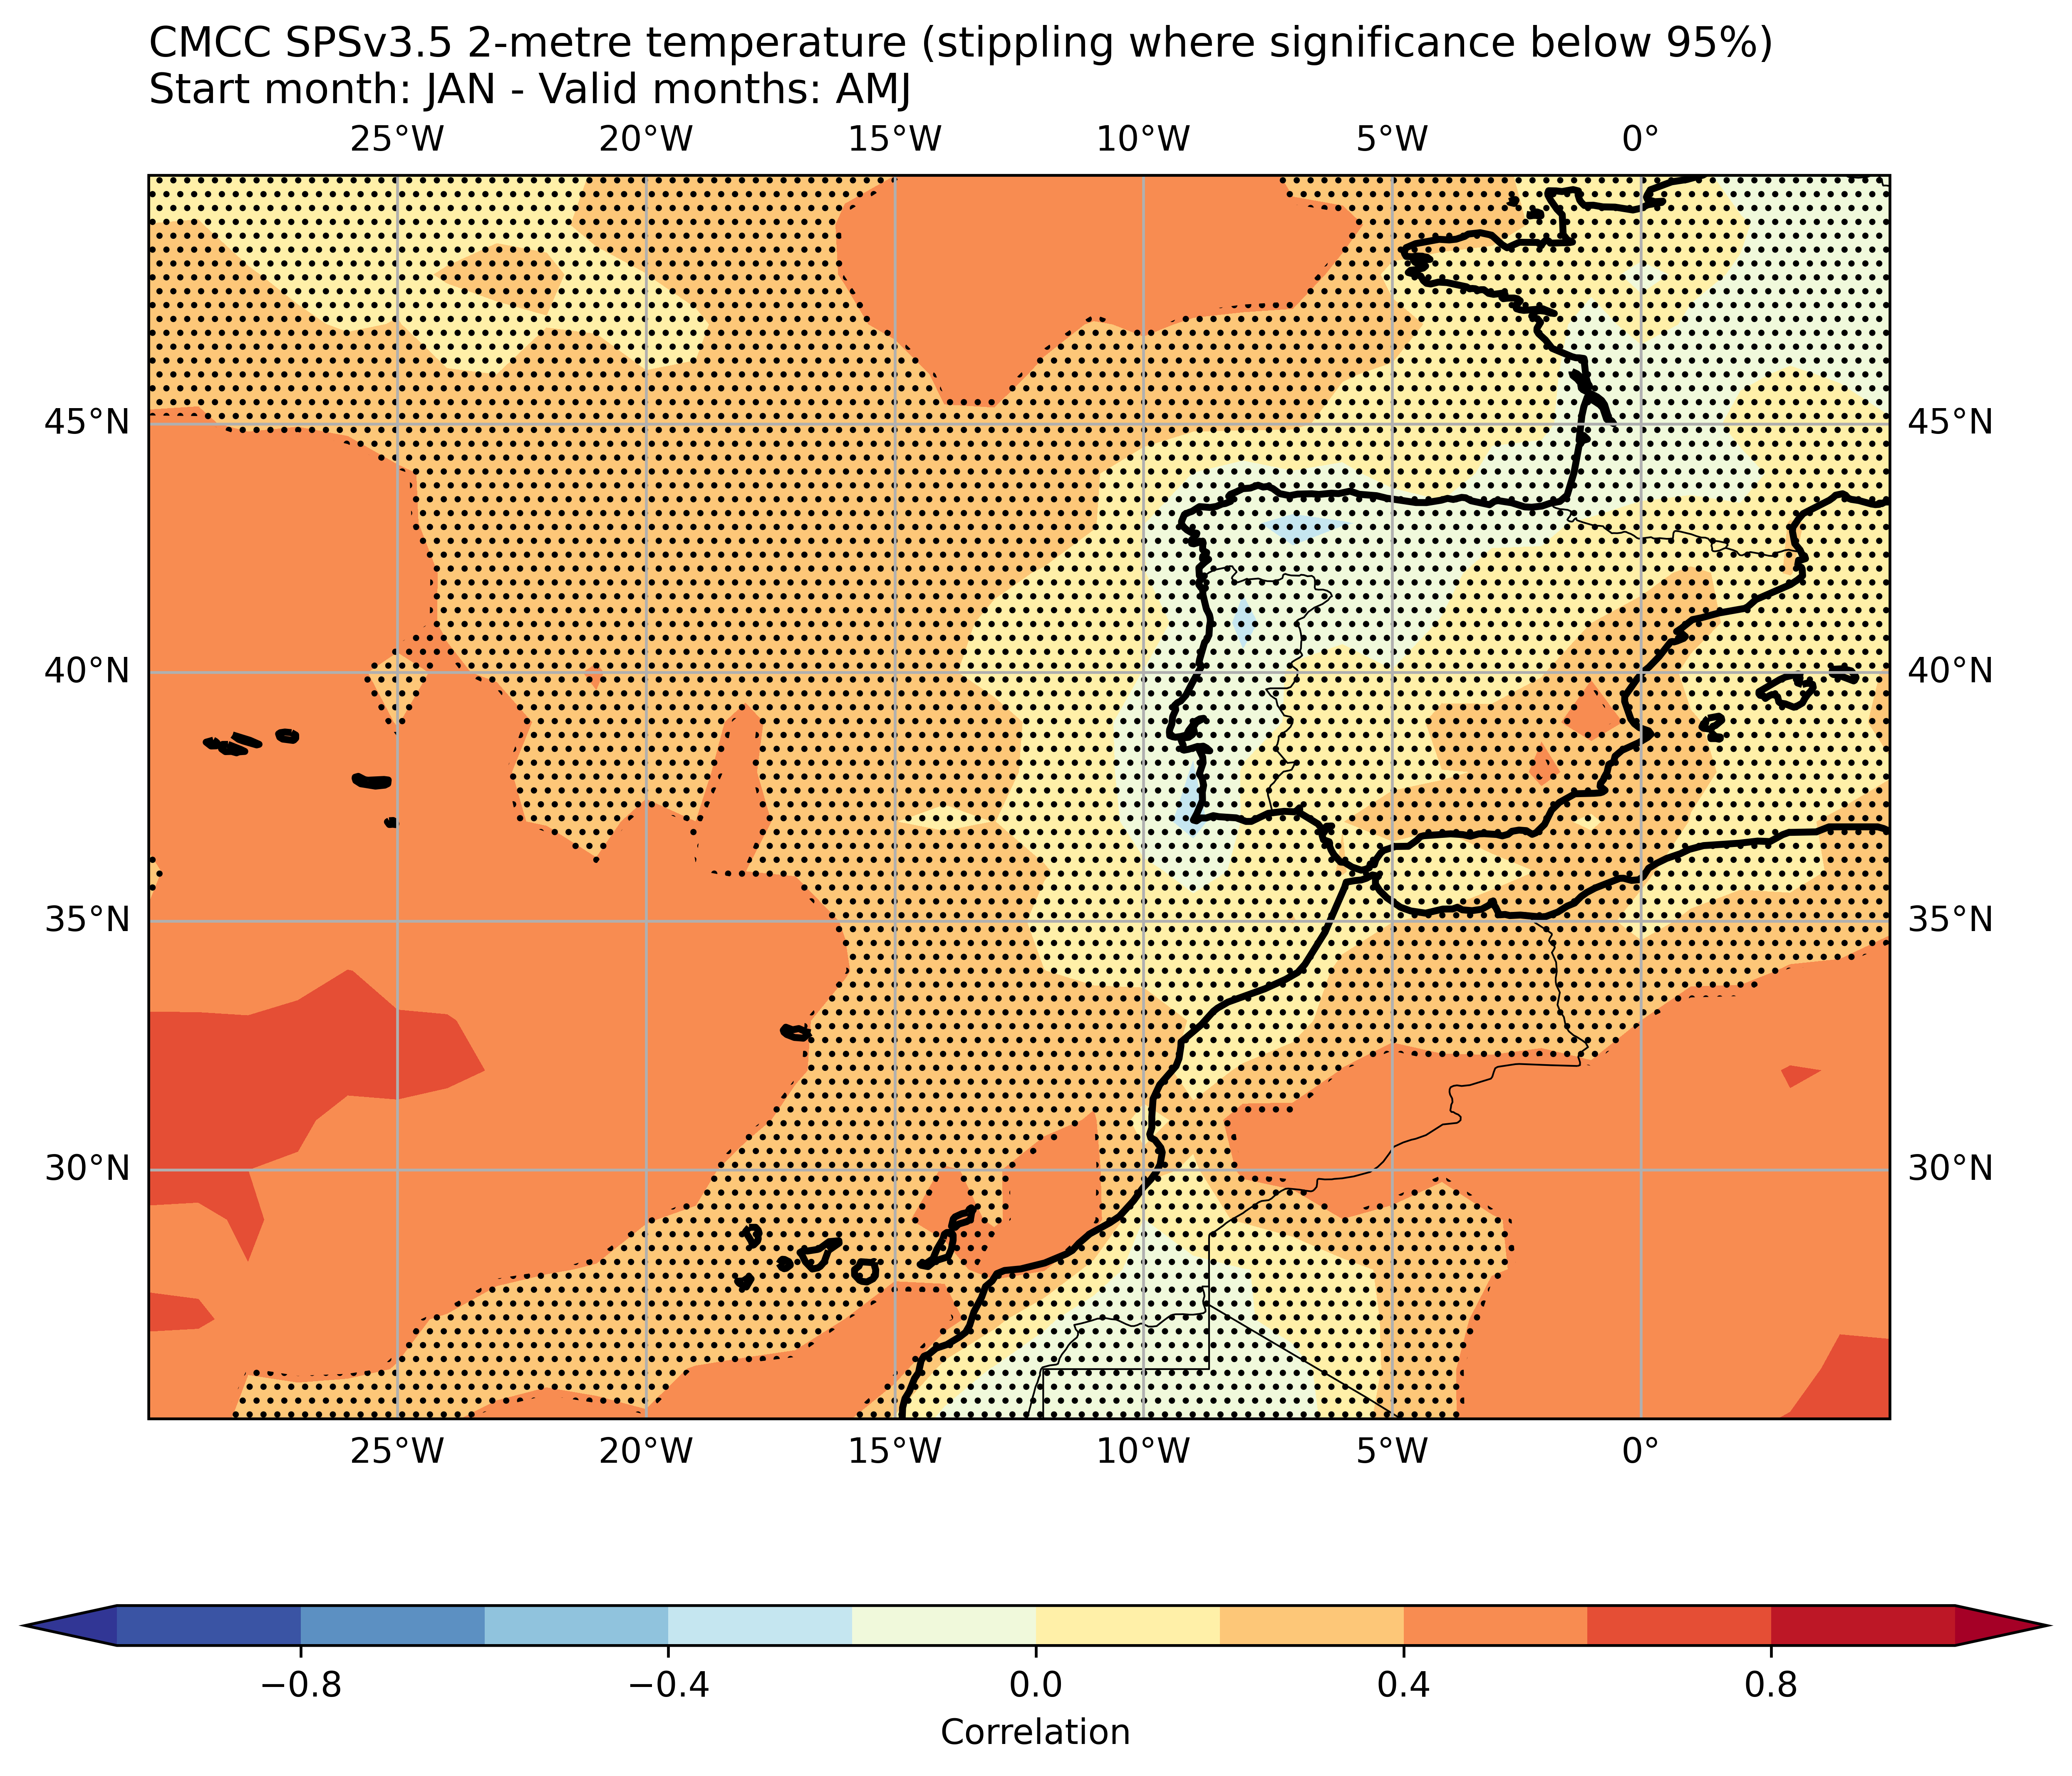 CMCC SPSv3.5 2-metre temperature (stippling where significance below 95%)
Start month: JAN - Valid months: AMJ
25°W 20°W 15°W 10°W 5°W 0°
45°N 45°N
40°N 40°N
35°N 35°N
30°N 30°N
25°W 20°W 15°W 10°W 5°W 0°
−0.8 −0.4 0.0 0.4 0.8
Correlation